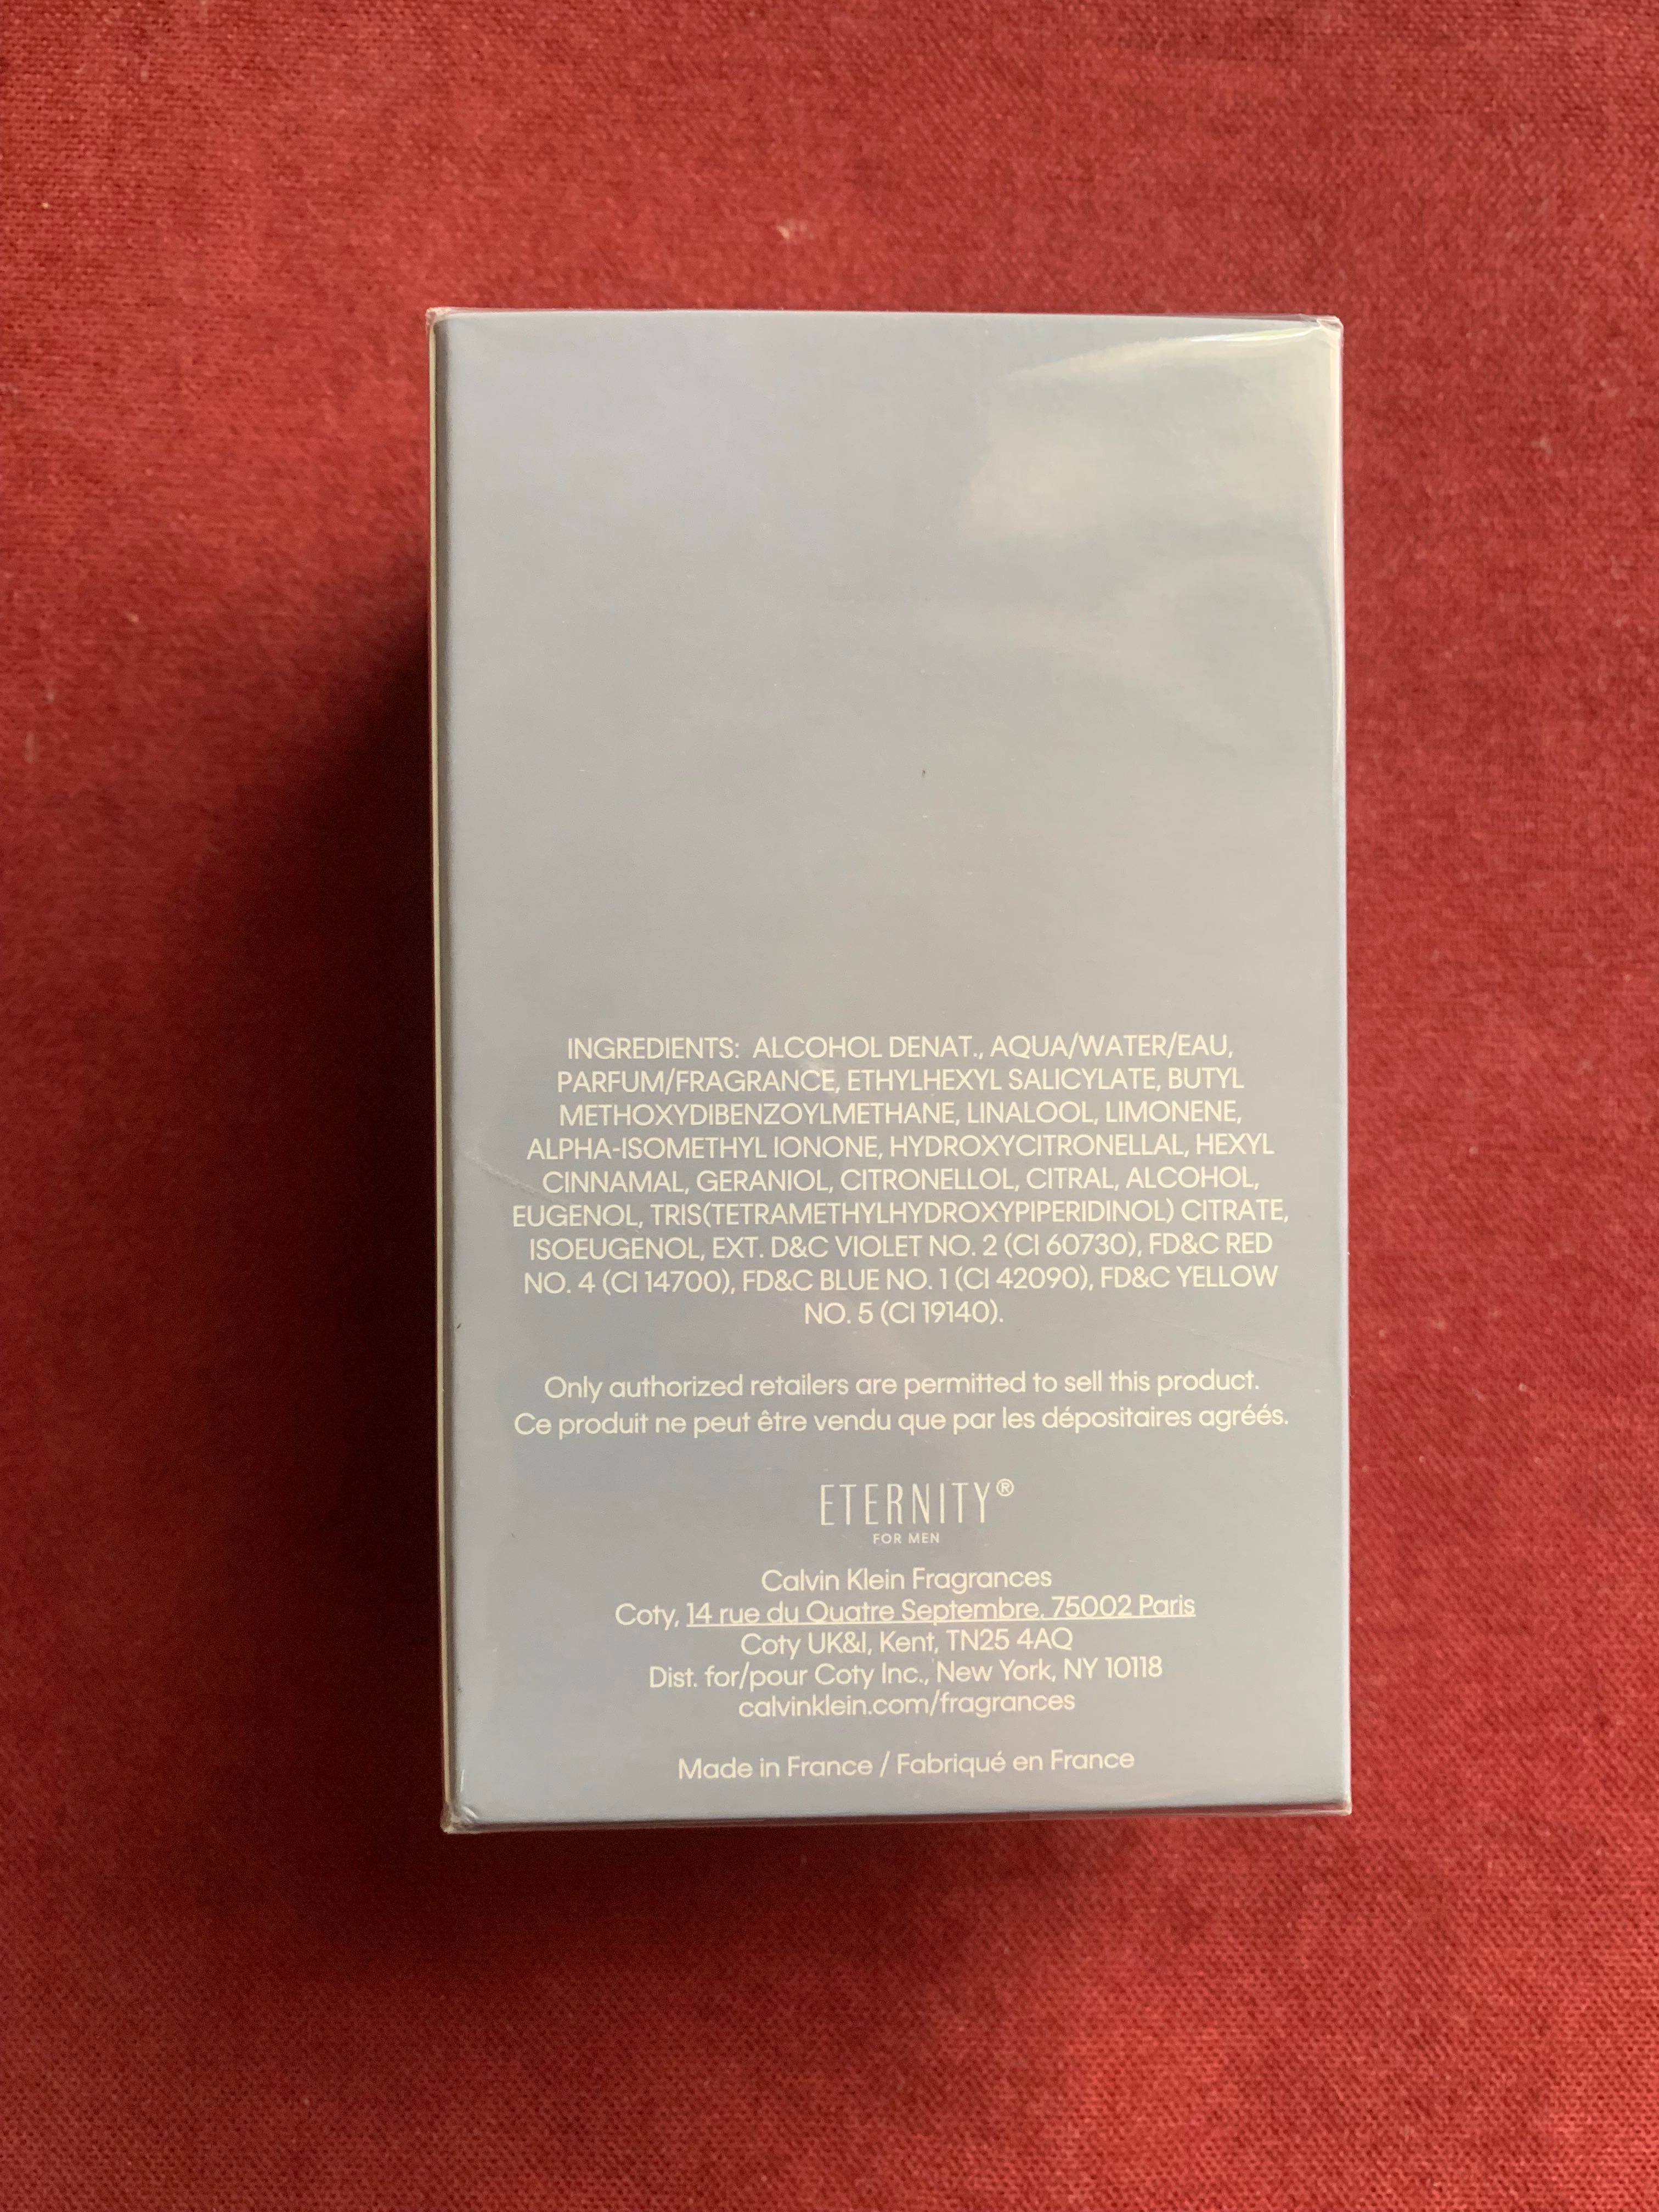 INGREDIENTS: ALCOHOL DENAT., AQUA/WATER/EAU,
PARFUM/FRAGRANCE, ETHYLHEXYL SALICYLATE, BUTYL
METHOXYDIBENZOYLMETHANE, LINALOOL, LIMONENE,
ALPHA-ISOMETHYL IONONE, HYDROXYCITRONELLAL, HEXYL
CINNAMAL, GERANIOL, CITRONELLOL, CITRAL, ALCOHOL,
EUGENOL, TRIS(TETRAMETHYLHYDROXYPIPERIDINOL) CITRATE,
ISOEUGENOL, EXT. D&C VIOLET NO. 2 (CI 60730), FD&C RED
NO. 4 (CI 14700), FD&C BLUE NO. 1 (CI 42090), FD&C YELLOW
NO. 5 (CI 19140).
Only authorized retailers are permitted to sell this product.
Ce produit ne peut être vendu que par les dépositaires agréés.
ETERNITY®
FOR MEN
Calvin Klein Fragrances
Coty, 14 rue du Quatre Septembre, 75002 Paris
Coty UK&I, Kent, TN25 4AQ
Dist. for/pour Coty Inc., New York, NY 10118
calvinklein.com/fragrances
Made in France / Fabriqué en France